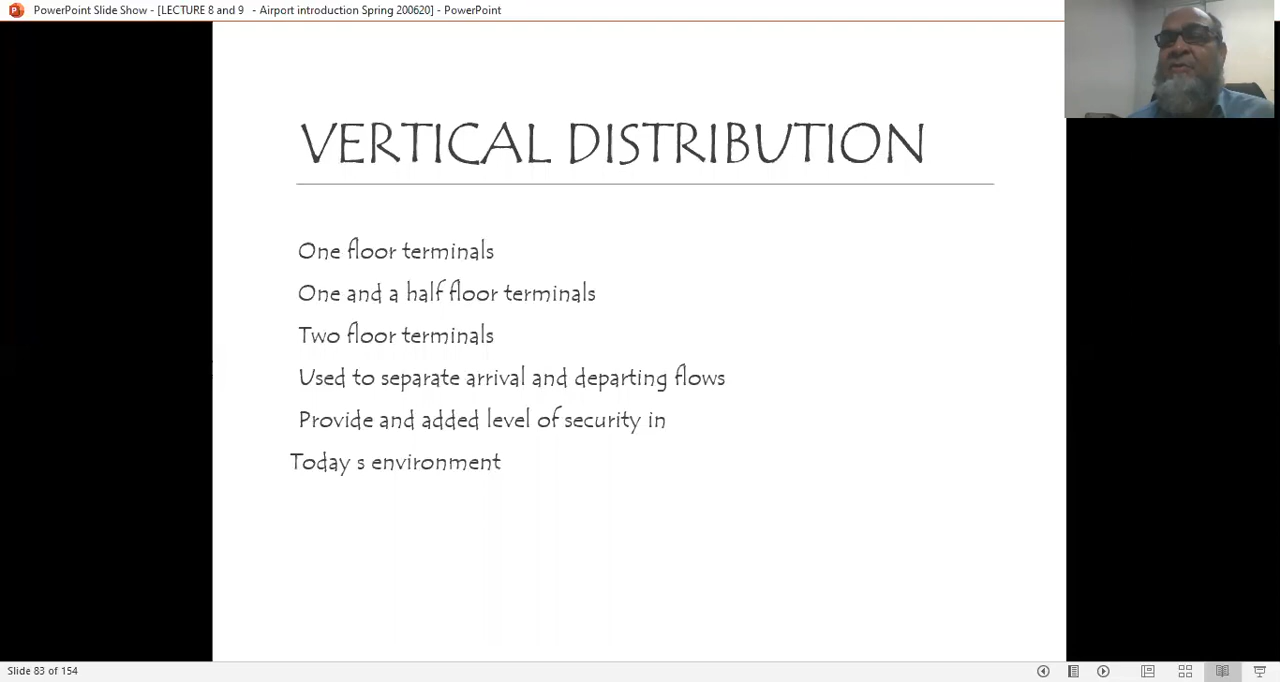 PowerPoint Slide Show - [LECTURE 8 and 9 - Airport introduction Spring 200620] - PowerPoint
VERTICAL DISTRIBUTION
One floor terminals
One and a half floor terminals
Two floor terminals
Used to separate arrival and departing flows
Provide and added level of security in
Today s environment
Slide 83 of 154